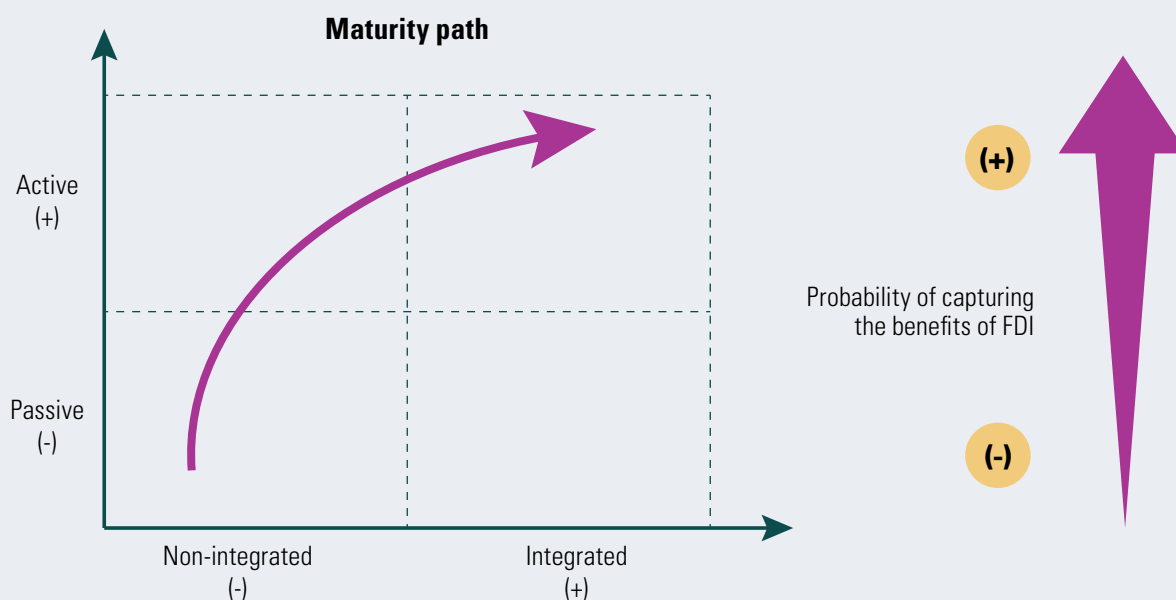 Maturity path
Active
(+)
Passive
(-)
Non-integrated
(-)
Integrated
(+)
(+)
Probability of capturing
the benefits of FDI
(-)